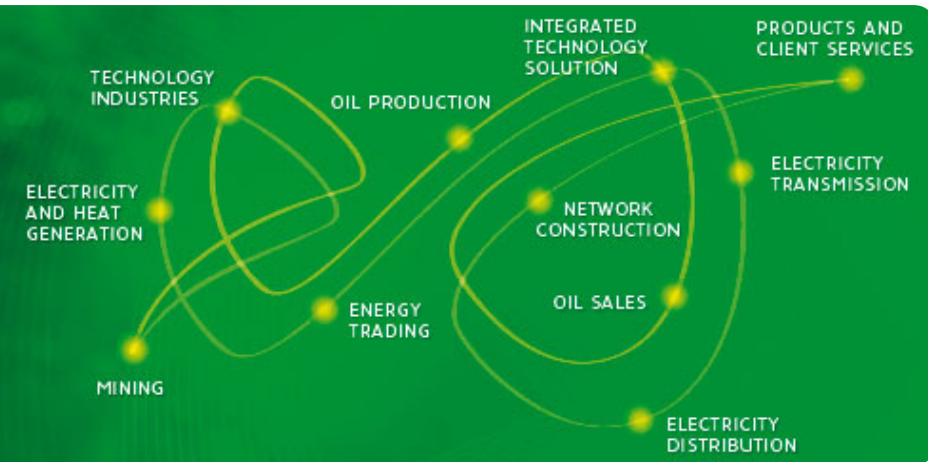 INTEGRATED
TECHNOLOGY
SOLUTION
PRODUCTS AND
CLIENT SERVICES
TECHNOLOGY
INDUSTRIES
OIL PRODUCTION
ELECTRICITY
TRANSMISSION
ELECTRICITY
AND HEAT
GENERATION
NETWORK
CONSTRUCTION
OIL SALES
ENERGY
TRADING
MINING
ELECTRICITY
DISTRIBUTION